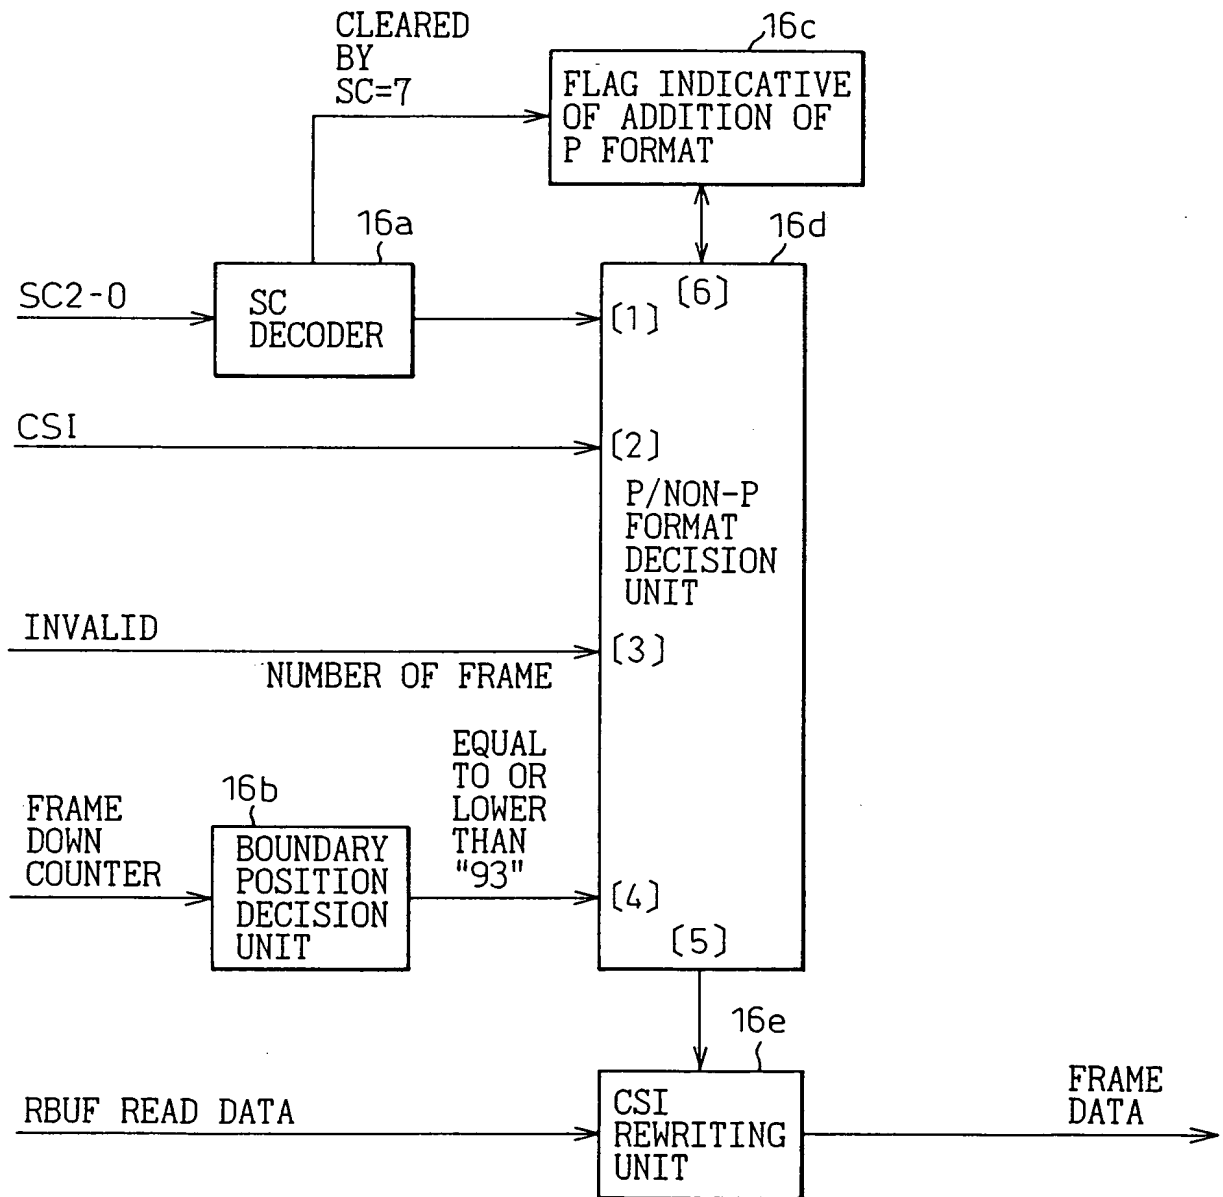 CLEARED
BY
SC=7
16c
FLAG INDICATIVE
OF ADDITION OF
P FORMAT
16a
16d
SC2-0
SC
DECODER
[1]
[6]
CSI
[2]
P/NON-P
FORMAT
DECISION
UNIT
INVALID
[3]
NUMBER OF FRAME
EQUAL
TO OR
LOWER
THAN
"93"
16b
FRAME
DOWN
COUNTER
BOUNDARY
POSITION
DECISION
UNIT
[4]
[5]
16e
RBUF READ DATA
CSI
REWRITING
UNIT
FRAME
DATA